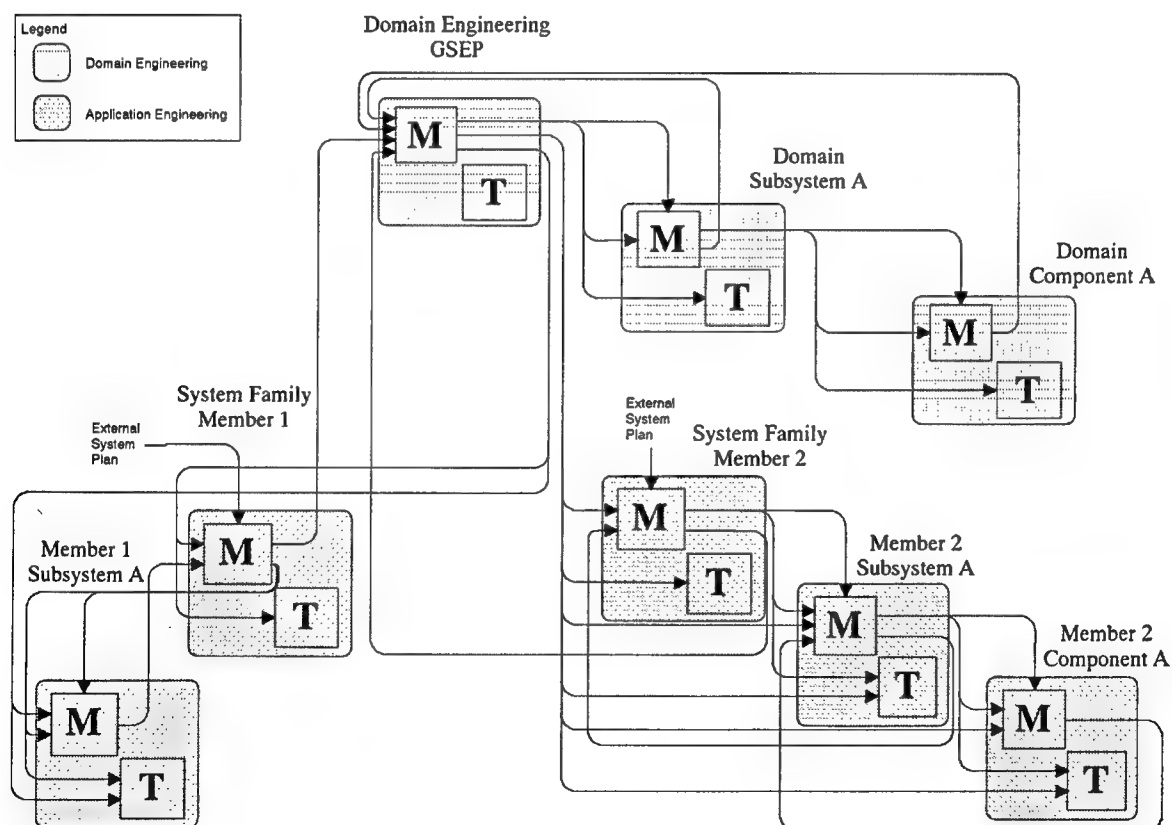 Legend
Domain Engineering
Application Engineering
Domain Engineering
GSEP
M
T
Domain
Subsystem A
M
T
Domain
Component A
M
T
System Family
Member 1
External
System
Plan
M
T
External
System
Plan
System Family
Member 2
M
T
Member 1
Subsystem A
M
T
Member 2
Subsystem A
M
T
Member 2
Component A
M
T